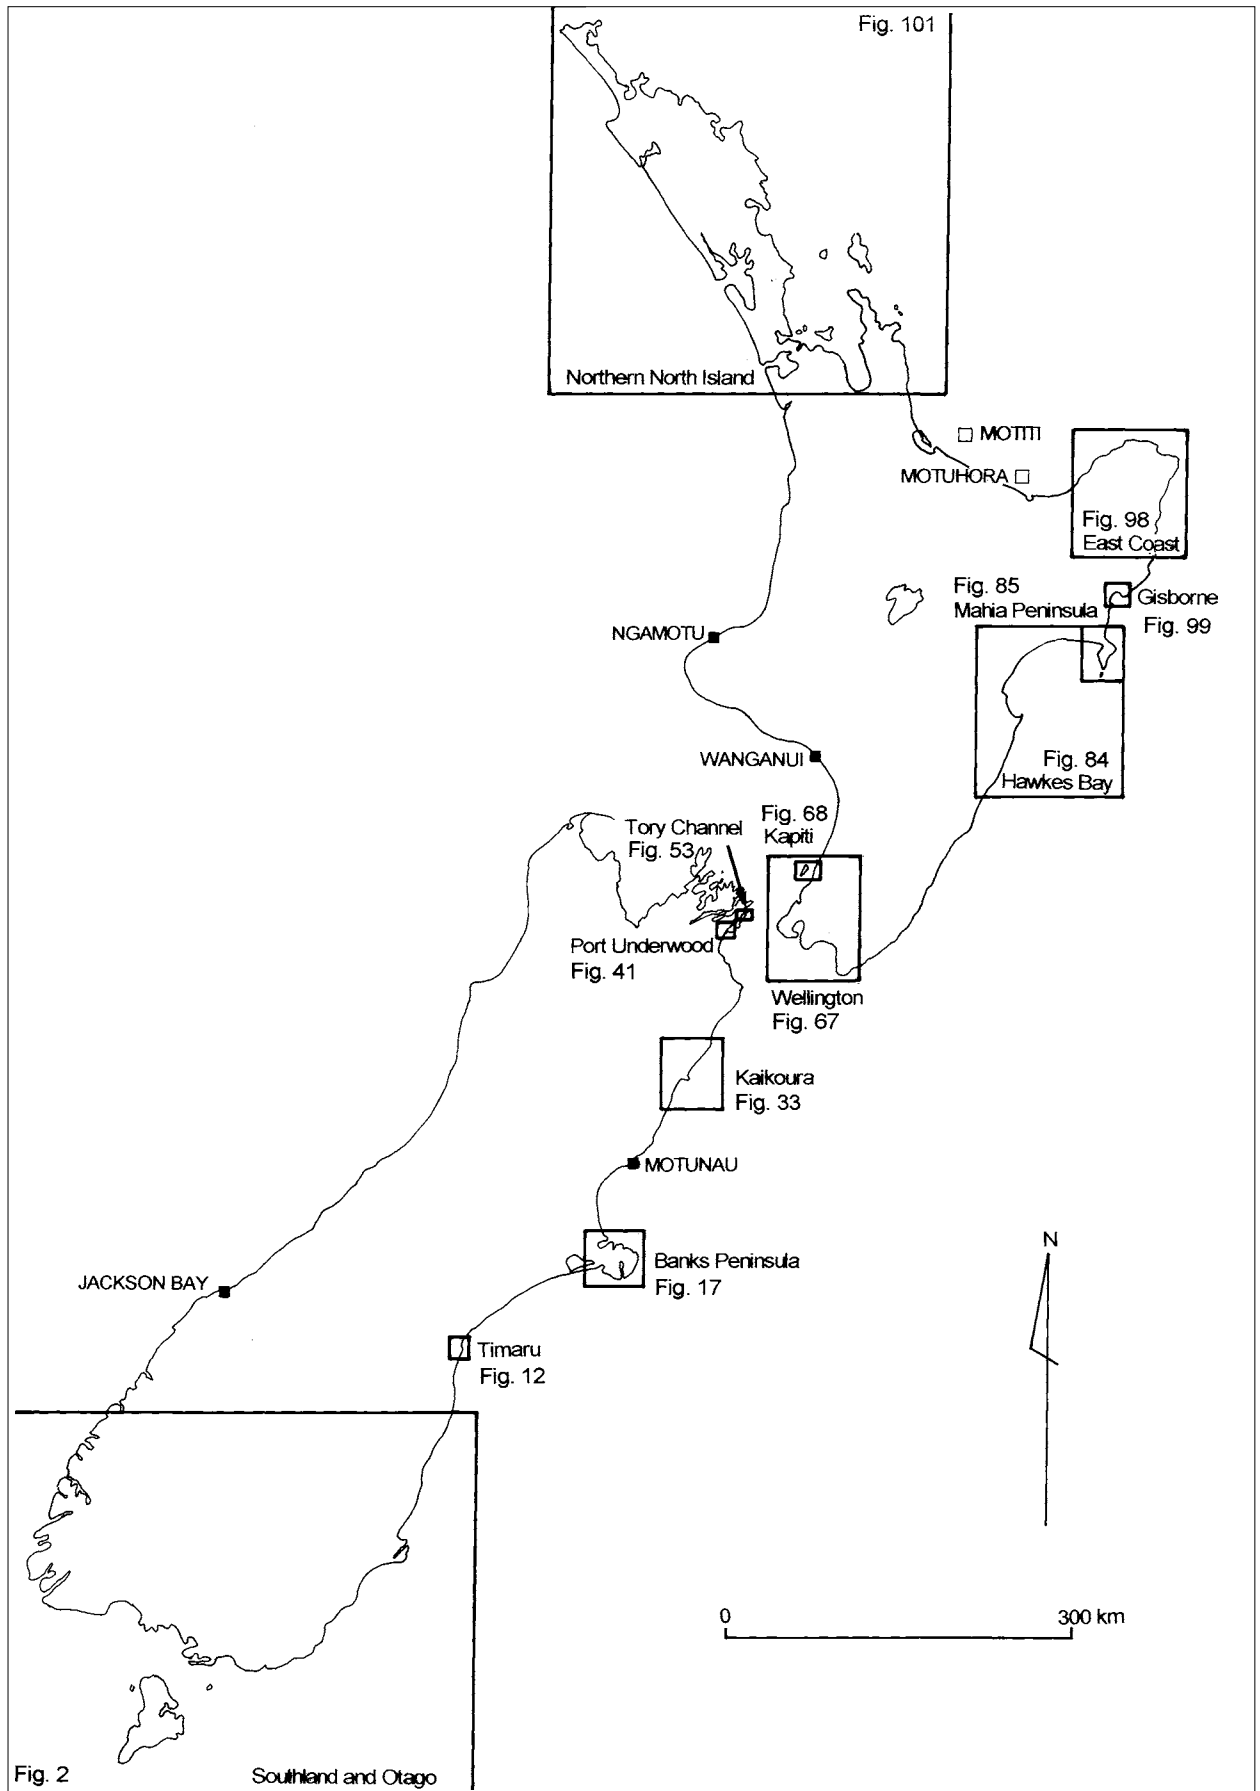 Fig. 101
Northern North Island
MOTITI
MOTUHORA
Fig. 98
East Coast
Fig. 85
Mahia Peninsula
Gisborne
Fig. 99
NGAMOTU
WANGANUI
Fig. 84
Hawkes Bay
Fig. 68
Kapiti
Tory Channel
Fig. 53
Port Underwood
Fig. 41
Wellington
Fig. 67
Kaikoura
Fig. 33
MOTUNAU
N
Banks Peninsula
Fig. 17
JACKSON BAY
Timaru
Fig. 12
0 300 km
Fig. 2
Southland and Otago